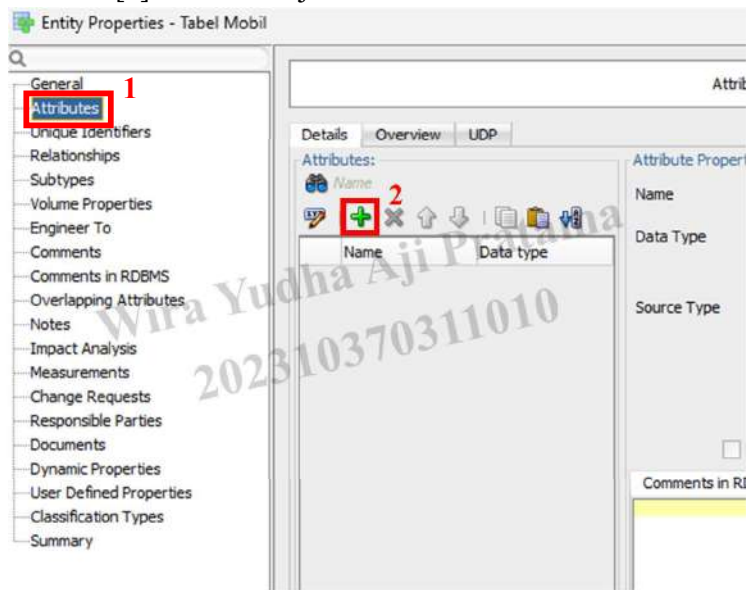 Entity Properties - Tabel Mobil
General
1
Attributes
Unique Identifiers
Relationships
Subtypes
Volume Properties
Engineer To
Comments
Comments in RDBMS
Overlapping Attributes
Notes
Impact Analysis
Measurements
Change Requests
Responsible Parties
Documents
Dynamic Properties
User Defined Properties
Classification Types
Summary
Attrib
Details Overview UDP
Attributes:
Name
2
Name Data type
Attribute Propert
Name
Data Type
Source Type
Comments in RI
Wira Yudha Aji Pratama
202310370311010